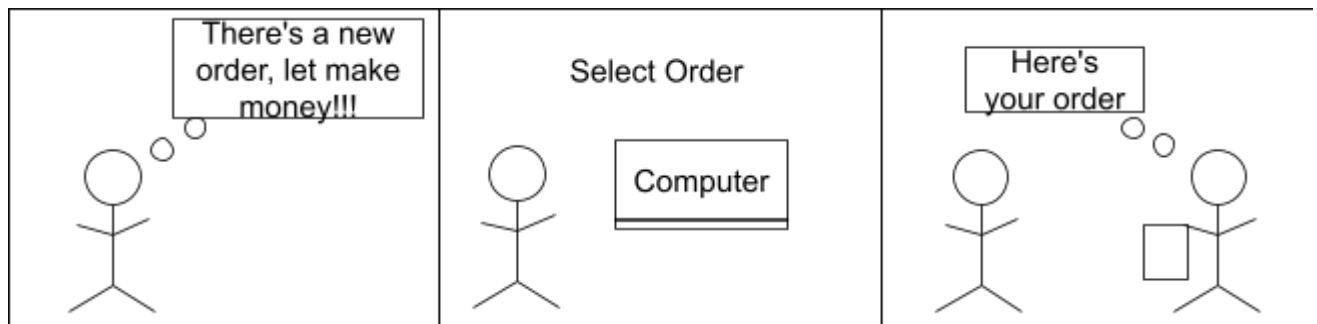 There's a new
order, let make
money!!!
Select Order
Computer
Here's
your order